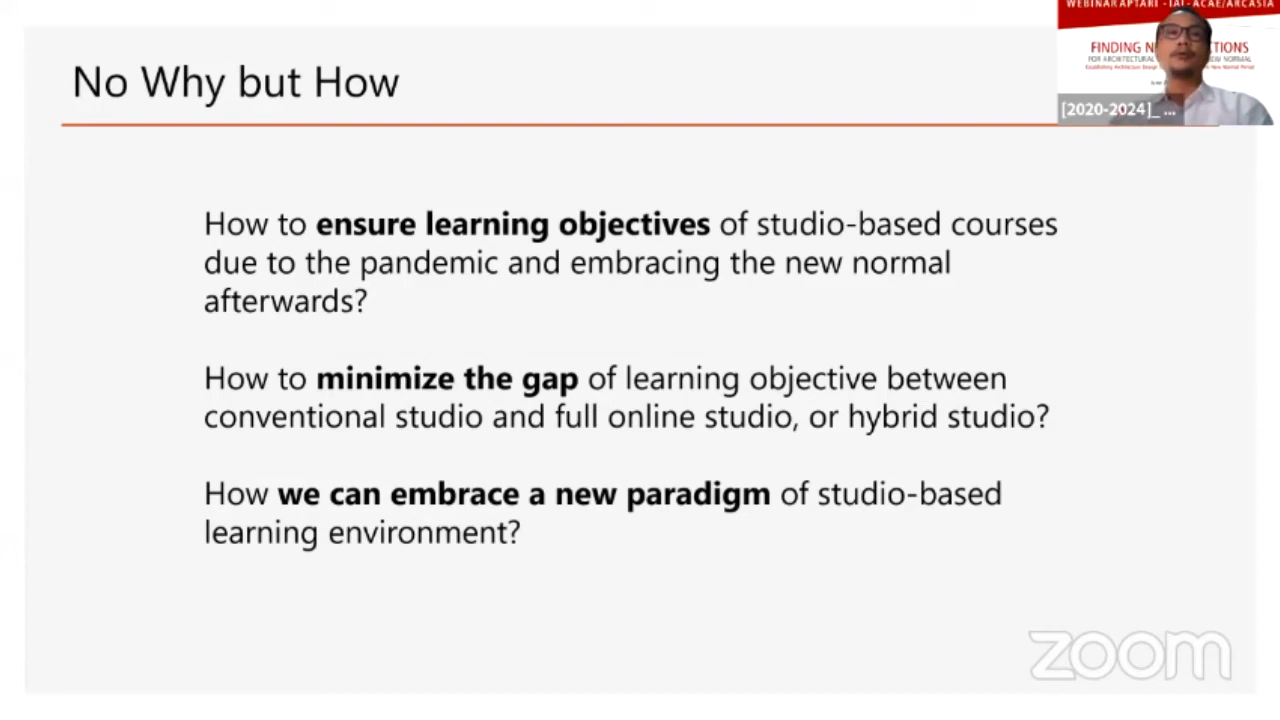 WEBINAR APTARI -IAI-ACAE/ARCASIA
FINDING N CTIONS
FOR ARCHITECTURAL EW NORMAL
[2020-2024]_ ...
No Why but How
How to ensure learning objectives of studio-based courses
due to the pandemic and embracing the new normal
afterwards?
How to minimize the gap of learning objective between
conventional studio and full online studio, or hybrid studio?
How we can embrace a new paradigm of studio-based
learning environment?
zoom